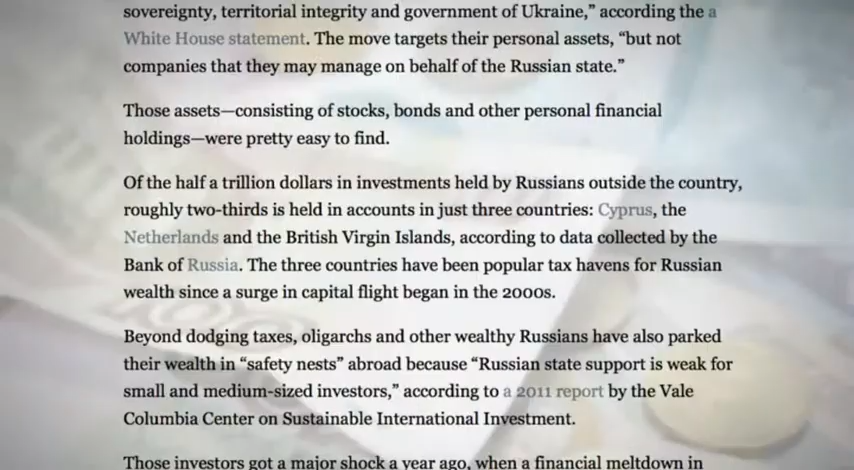 sovereignty, territorial integrity and government of Ukraine,” according the a
White House statement. The move targets their personal assets, “but not
companies that they may manage on behalf of the Russian state.”
Those assets—consisting of stocks, bonds and other personal financial
holdings—were pretty easy to find.
Of the half a trillion dollars in investments held by Russians outside the country,
roughly two-thirds is held in accounts in just three countries: Cyprus, the
Netherlands and the British Virgin Islands, according to data collected by the
Bank of Russia. The three countries have been popular tax havens for Russian
wealth since a surge in capital flight began in the 2000s.
Beyond dodging taxes, oligarchs and other wealthy Russians have also parked
their wealth in “safety nests” abroad because “Russian state support is weak for
small and medium-sized investors,” according to a 2011 report by the Vale
Columbia Center on Sustainable International Investment.
Those investors got a major shock a year ago, when a financial meltdown in